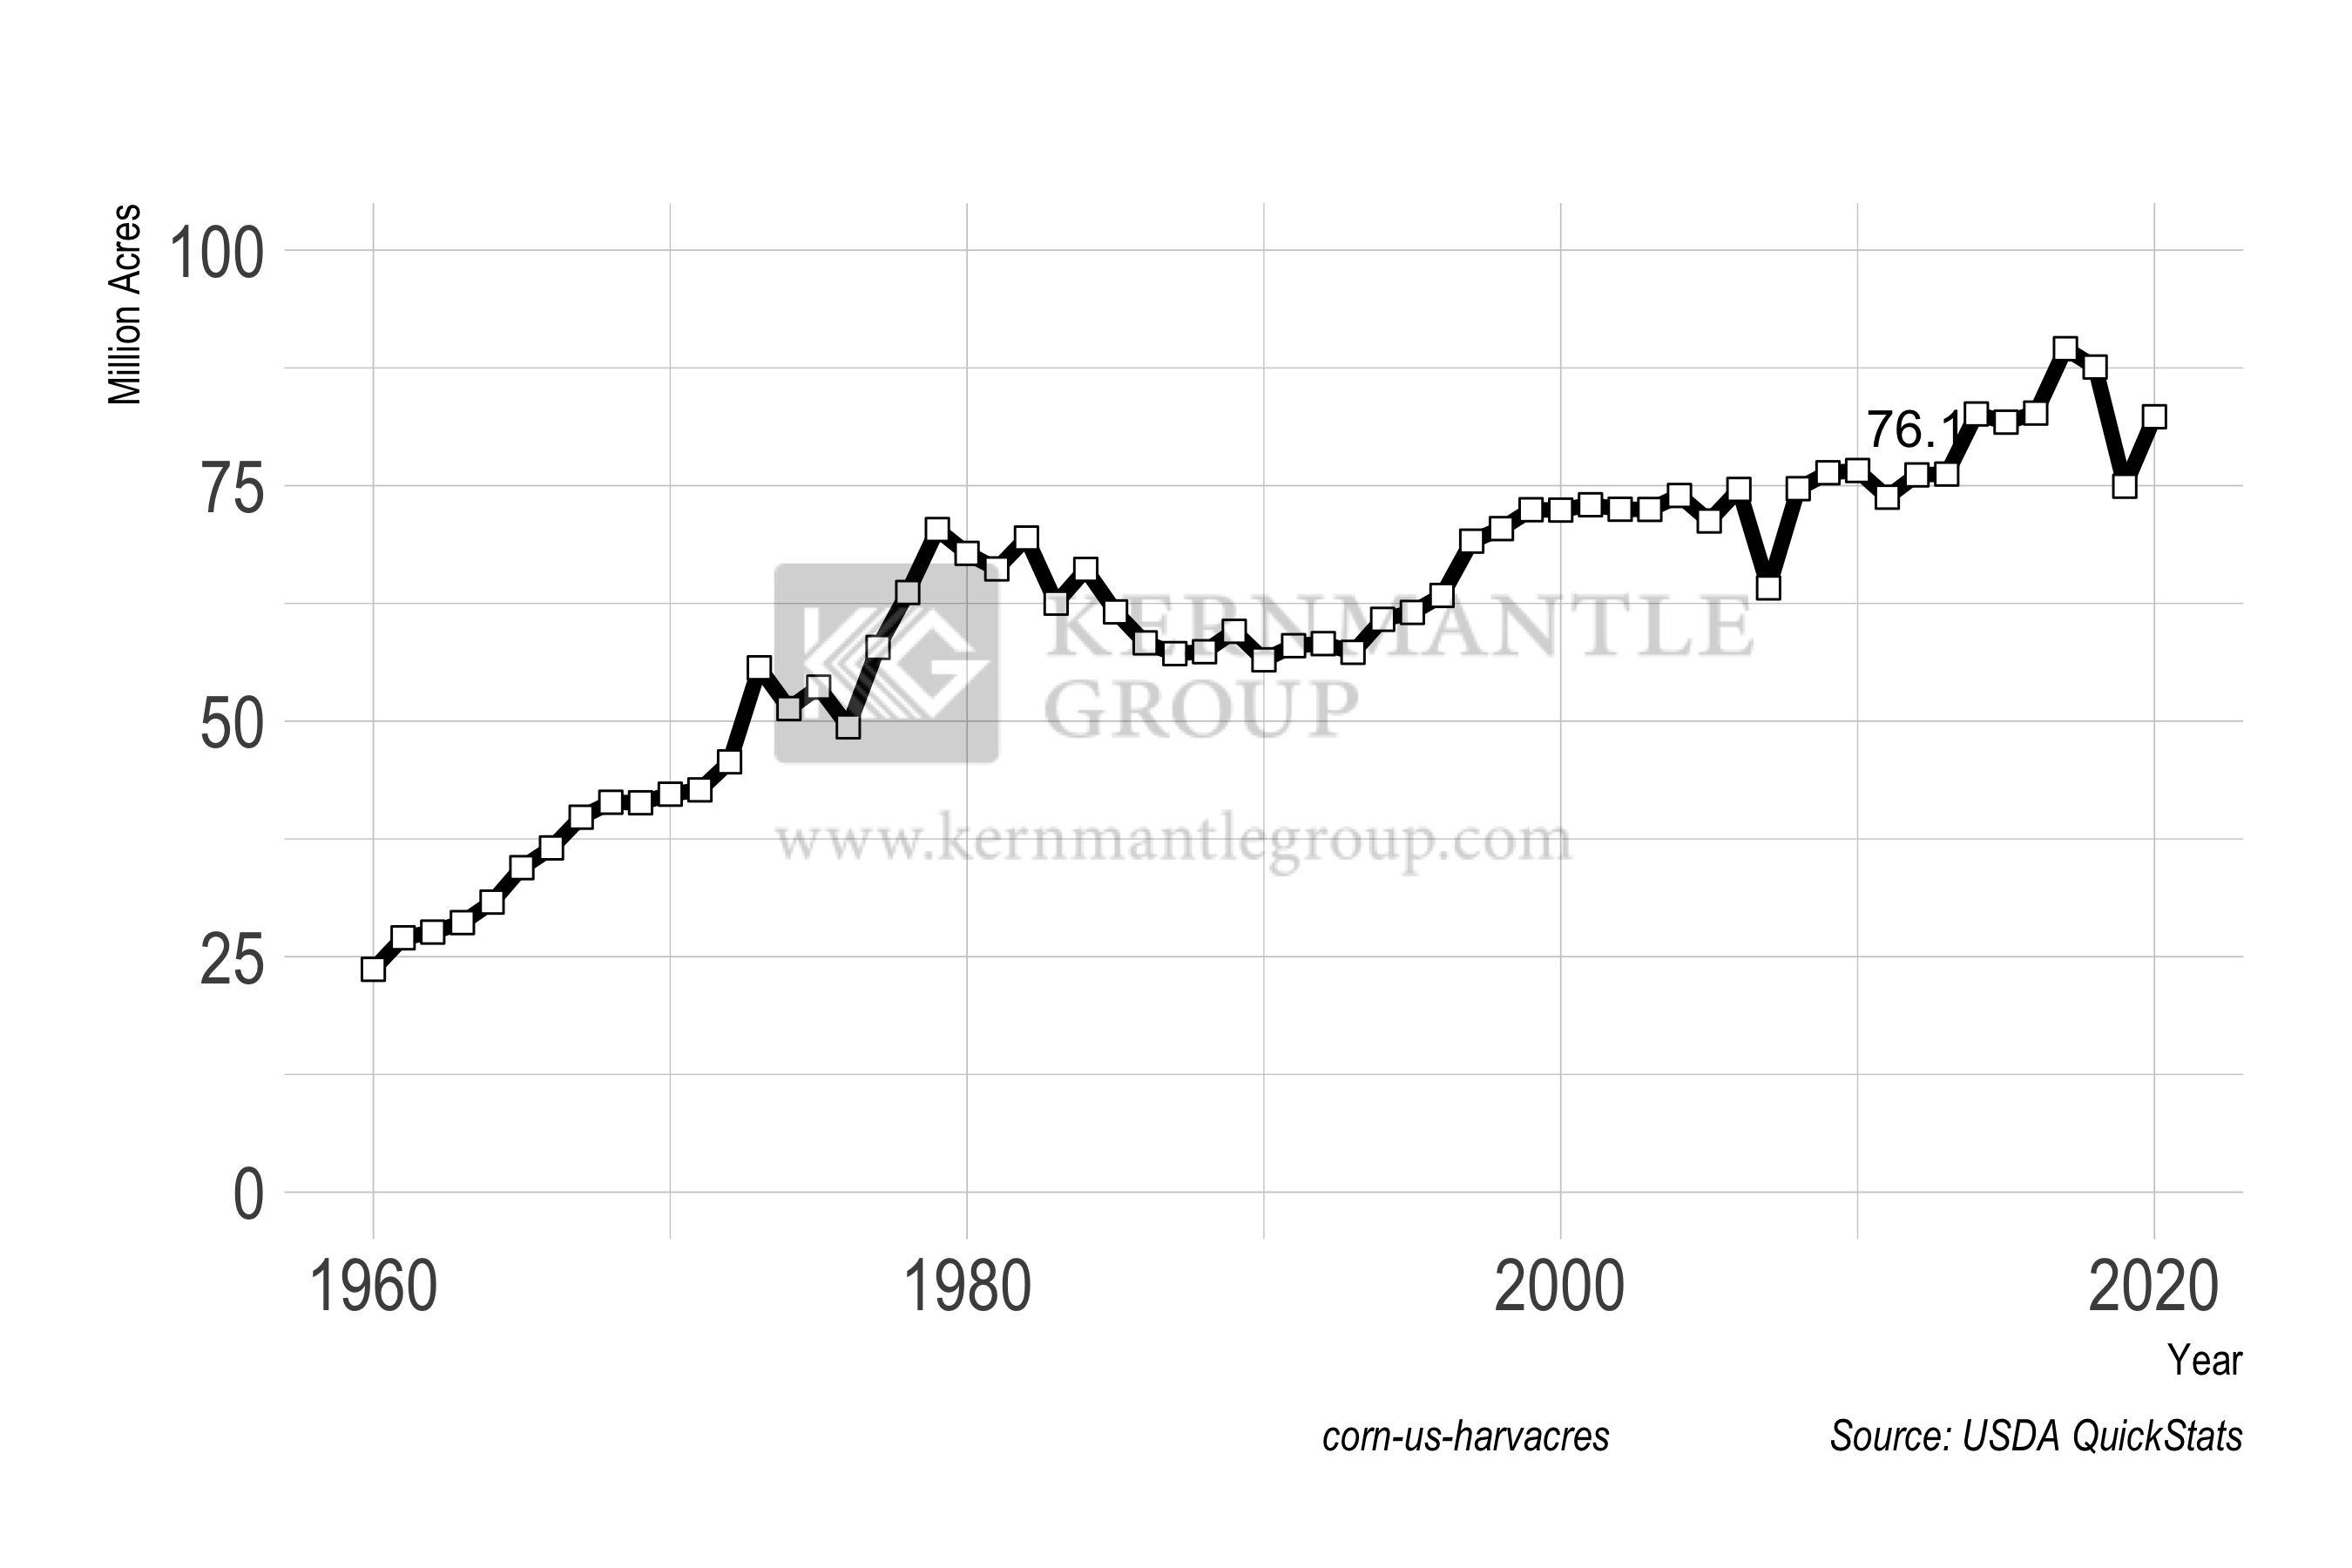 Million Acres
100
75
50
25
0
76.1
KG
KERNMANTLE
GROUP
www.kernmantlegroup.com
1960 1980 2000 2020
Year
corn-us-harvacres Source: USDA QuickStats